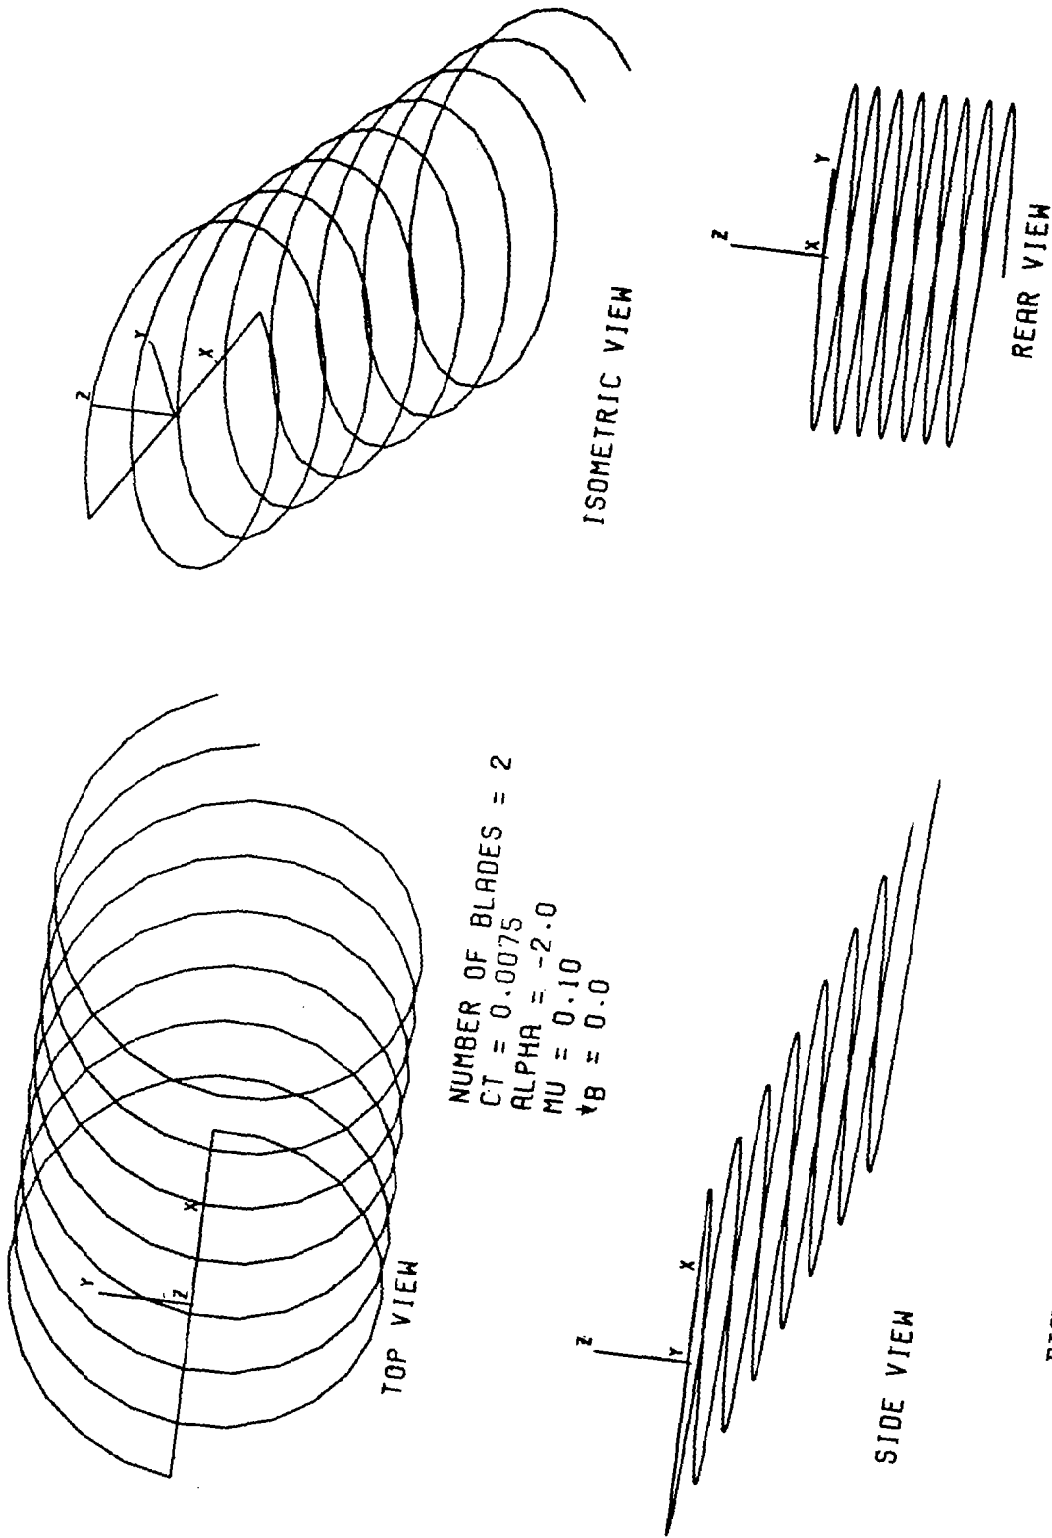 Z
Y
X
ISOMETRIC VIEW
Z
X
Y
REAR VIEW
Y
Z
X
TOP VIEW
NUMBER OF BLADES = 2
CT = 0.0075
ALPHA = -2.0
MU = 0.10
B = 0.0
Z
Y
X
SIDE VIEW